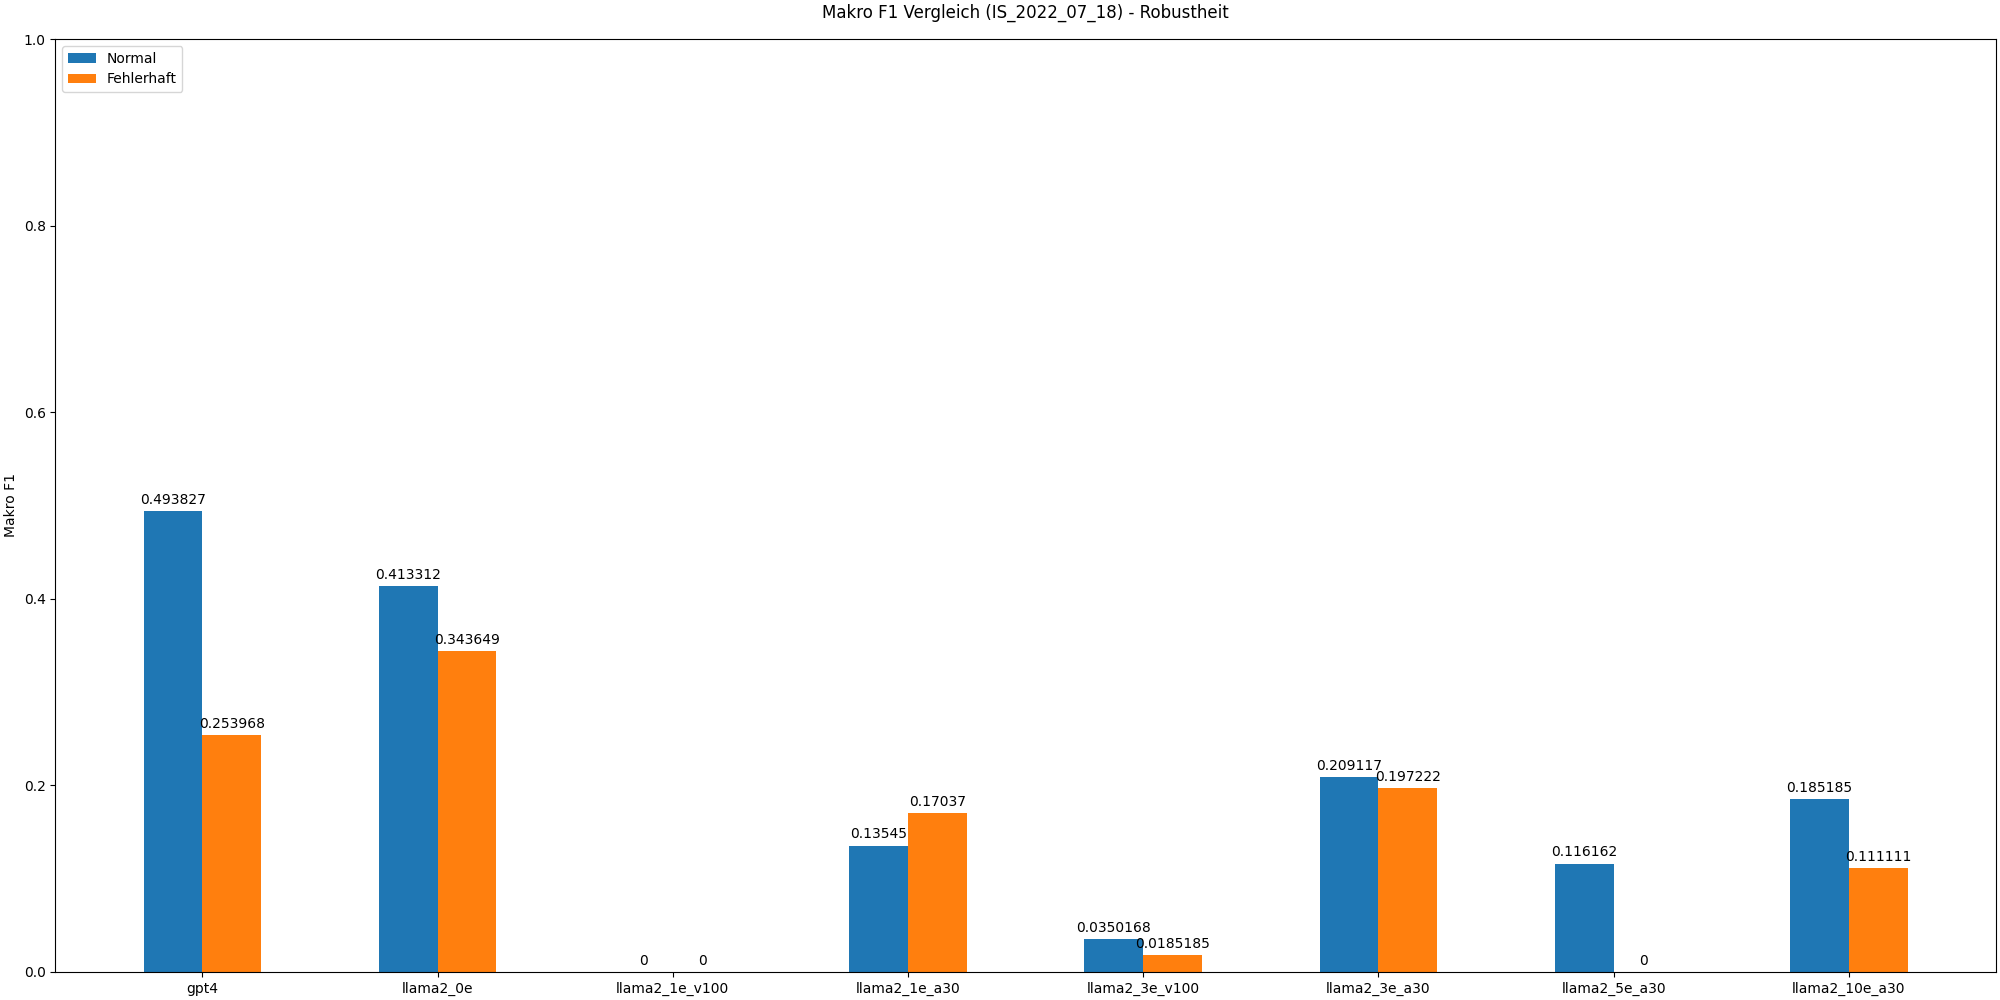 Makro F1 Vergleich (IS_2022_07_18) - Robustheit
1.0
0.8
0.6
0.4
0.2
0.0
Makro F1
Normal
Fehlerhaft
0.493827
0.253968
0.413312
0.343649
0
0
0.13545
0.17037
0.0350168
0.0185185
0.209117
0.197222
0.116162
0
0.185185
0.111111
gpt4
llama2_0e
llama2_1e_v100
llama2_1e_a30
llama2_3e_v100
llama2_3e_a30
llama2_5e_a30
llama2_10e_a30